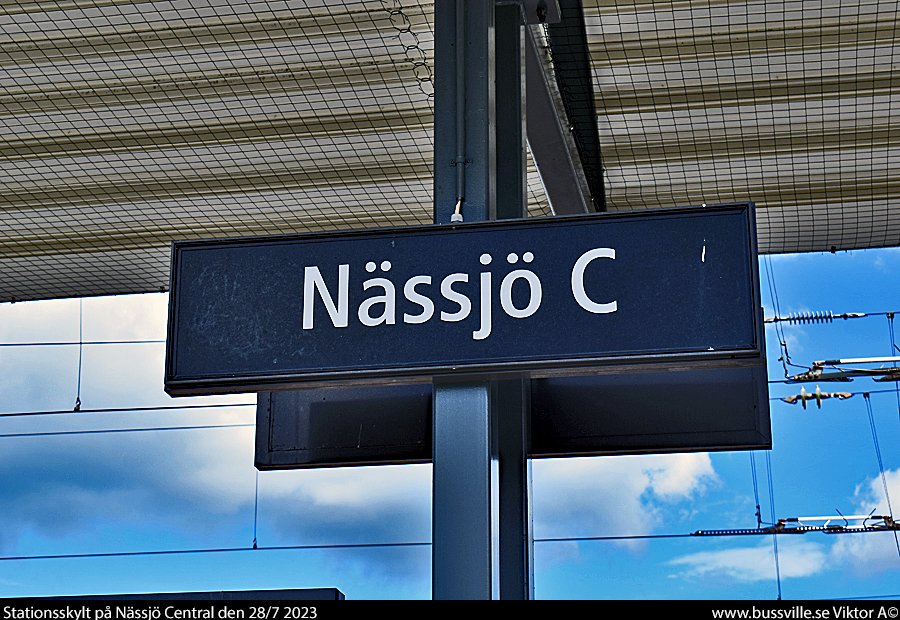 Nässjö C
Stationsskylt på Nässjö Central den 28/7 2023
www.bussville.se Viktor A©